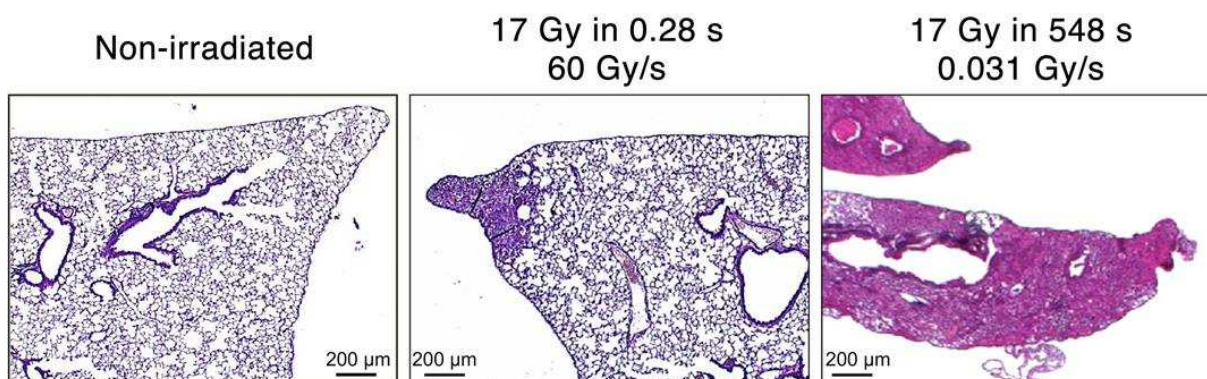 Non-irradiated
17 Gy in 0.28 s
60 Gy/s
17 Gy in 548 s
0.031 Gy/s
200 µm
200 µm
200 µm